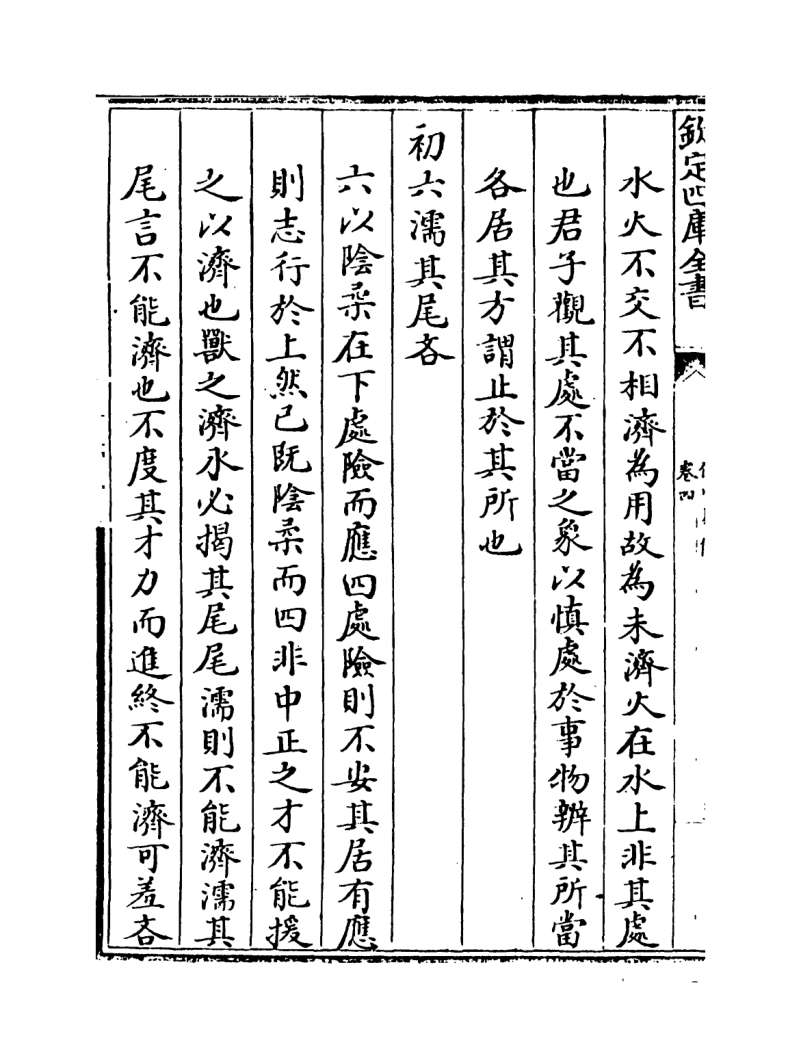 欽定四庫全書
卷四
水火不交不相濟為用故為未濟火在水上非其處
也君子觀其處不當之象以慎處於事物辨其所當
各居其方謂止於其所也
初六濡其尾吝
六以陰柔在下處險而應四處險則不安其居有應
則志行於上然己既陰柔而四非中正之才不能援
之以濟也獸之濟水必揭其尾尾濡則不能濟濡其
尾言不能濟也不度其才力而進終不能濟可羞吝